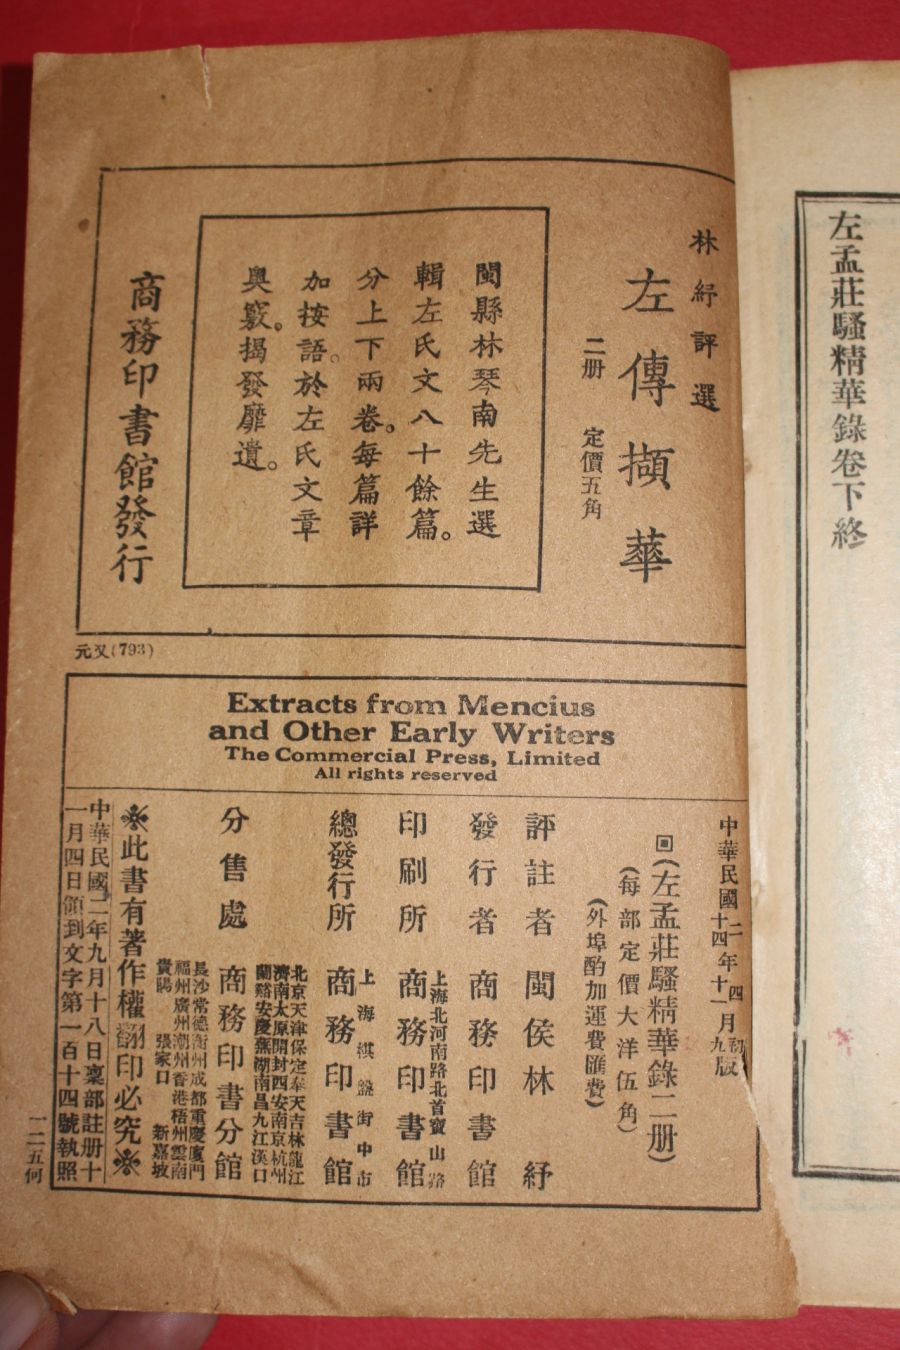 左孟莊騷精華錄卷下終
林紓評選
左傳擷華
二册 定價五角
閩縣林琴南先生選
輯左氏文八十餘篇。
分上下兩卷。每篇詳
加按語。於左氏文章
奧竅。揭發靡遺。
商務印書館發行
元又(793)
Extracts from Mencius
and Other Early Writers
The Commercial Press, Limited
All rights reserved
中華民國二年四月初版
十四十一九
回(左孟莊騷精華錄二册)
(每部定價大洋伍角)
(外埠酌加運費匯費)
評註者 閩侯林紓
發行者 商務印書館
印刷所 上海北河南路北首寶山路 商務印書館
總發行所 上海棋盤街中市 商務印書館
分售處 商務印書分館
北京天津保定奉天吉林龍江
濟南太原開封西安南京杭州
蘭谿安慶蕪湖南昌九江漢口
長沙常德衡州成都重慶廈門
福州廣州潮州香港梧州雲南
貴陽 張家口 新嘉坡
※此書有著作權翻印必究※
中華民國二年九月十八日稟部註册十
一月四日領到文字第一百十四號執照
一二五何